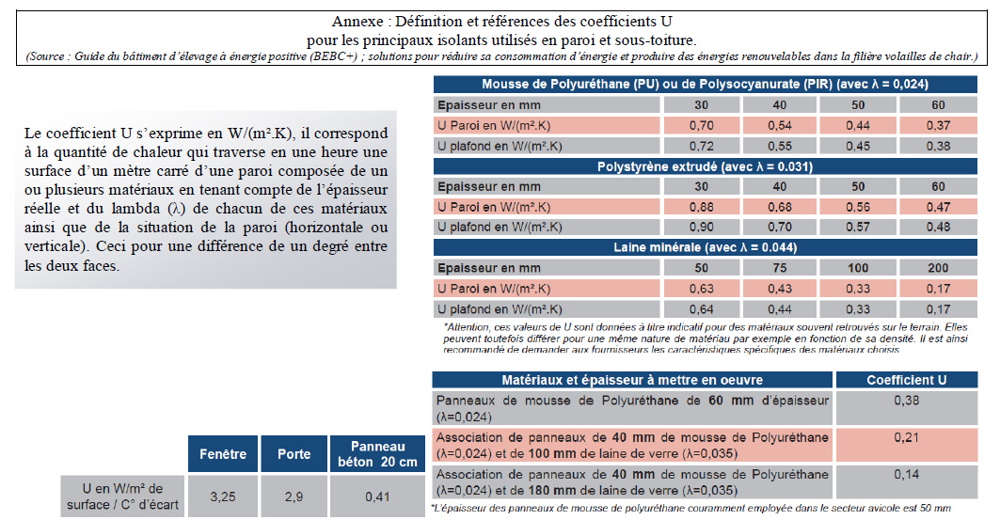 Annexe : Définition et références des coefficients U
pour les principaux isolants utilisés en paroi et sous-toiture.
(Source : Guide du bâtiment d'élevage à énergie positive (BEBC+) ; solutions pour réduire sa consommation d'énergie et produire des énergies renouvelables dans la filière volailles de chair.)
Le coefficient U s'exprime en W/(m².K), il correspond
à la quantité de chaleur qui traverse en une heure une
surface d'un mètre carré d'une paroi composée de un
ou plusieurs matériaux en tenant compte de l'épaisseur
réelle et du lambda (λ) de chacun de ces matériaux
ainsi que de la situation de la paroi (horizontale ou
verticale). Ceci pour une différence de un degré entre
les deux faces.
Mousse de Polyuréthane (PU) ou de Polysocyanurate (PIR) (avec λ = 0,024)
Epaisseur en mm 30 40 50 60
U Paroi en W/(m².K) 0,70 0,54 0,44 0,37
U plafond en W/(m².K) 0,72 0,55 0,45 0,38
Polystyrène extrudé (avec λ = 0.031)
Epaisseur en mm 30 40 50 60
U Paroi en W/(m².K) 0,88 0,68 0,56 0,47
U plafond en W/(m².K) 0,90 0,70 0,57 0,48
Laine minérale (avec λ = 0.044)
Epaisseur en mm 50 75 100 200
U Paroi en W/(m².K) 0,63 0,43 0,33 0,17
U plafond en W/(m².K) 0,64 0,44 0,33 0,17
*Attention, ces valeurs de U sont données à titre indicatif pour des matériaux souvent retrouvés sur le terrain. Elles
peuvent toutefois différer pour une même nature de matériau par exemple en fonction de sa densité. Il est ainsi
recommandé de demander aux fournisseurs les caractéristiques spécifiques des matériaux choisis
Matériaux et épaisseur à mettre en oeuvre Coefficient U
Panneaux de mousse de Polyuréthane de 60 mm d'épaisseur
(λ=0,024) 0,38
Association de panneaux de 40 mm de mousse de Polyuréthane
(λ=0,024) et de 100 mm de laine de verre (λ=0,035) 0,21
Association de panneaux de 40 mm de mousse de Polyuréthane
(λ=0,024) et de 180 mm de laine de verre (λ=0,035) 0,14
*L'épaisseur des panneaux de mousse de polyuréthane couramment employée dans le secteur avicole est 50 mm
Fenêtre Porte Panneau
béton 20 cm
U en W/m² de
surface / C° d'écart 3,25 2,9 0,41